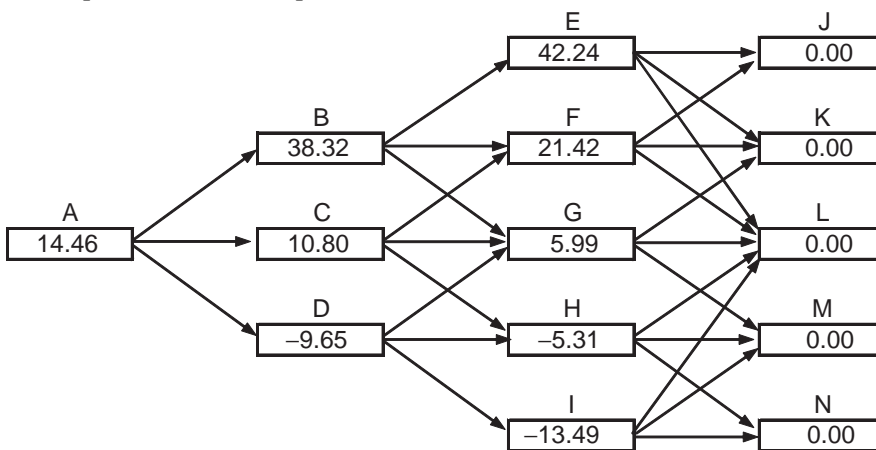 E J
42.24 0.00
B F K
38.32 21.42 0.00
A C G L
14.46 10.80 5.99 0.00
D H M
−9.65 −5.31 0.00
I N
−13.49 0.00